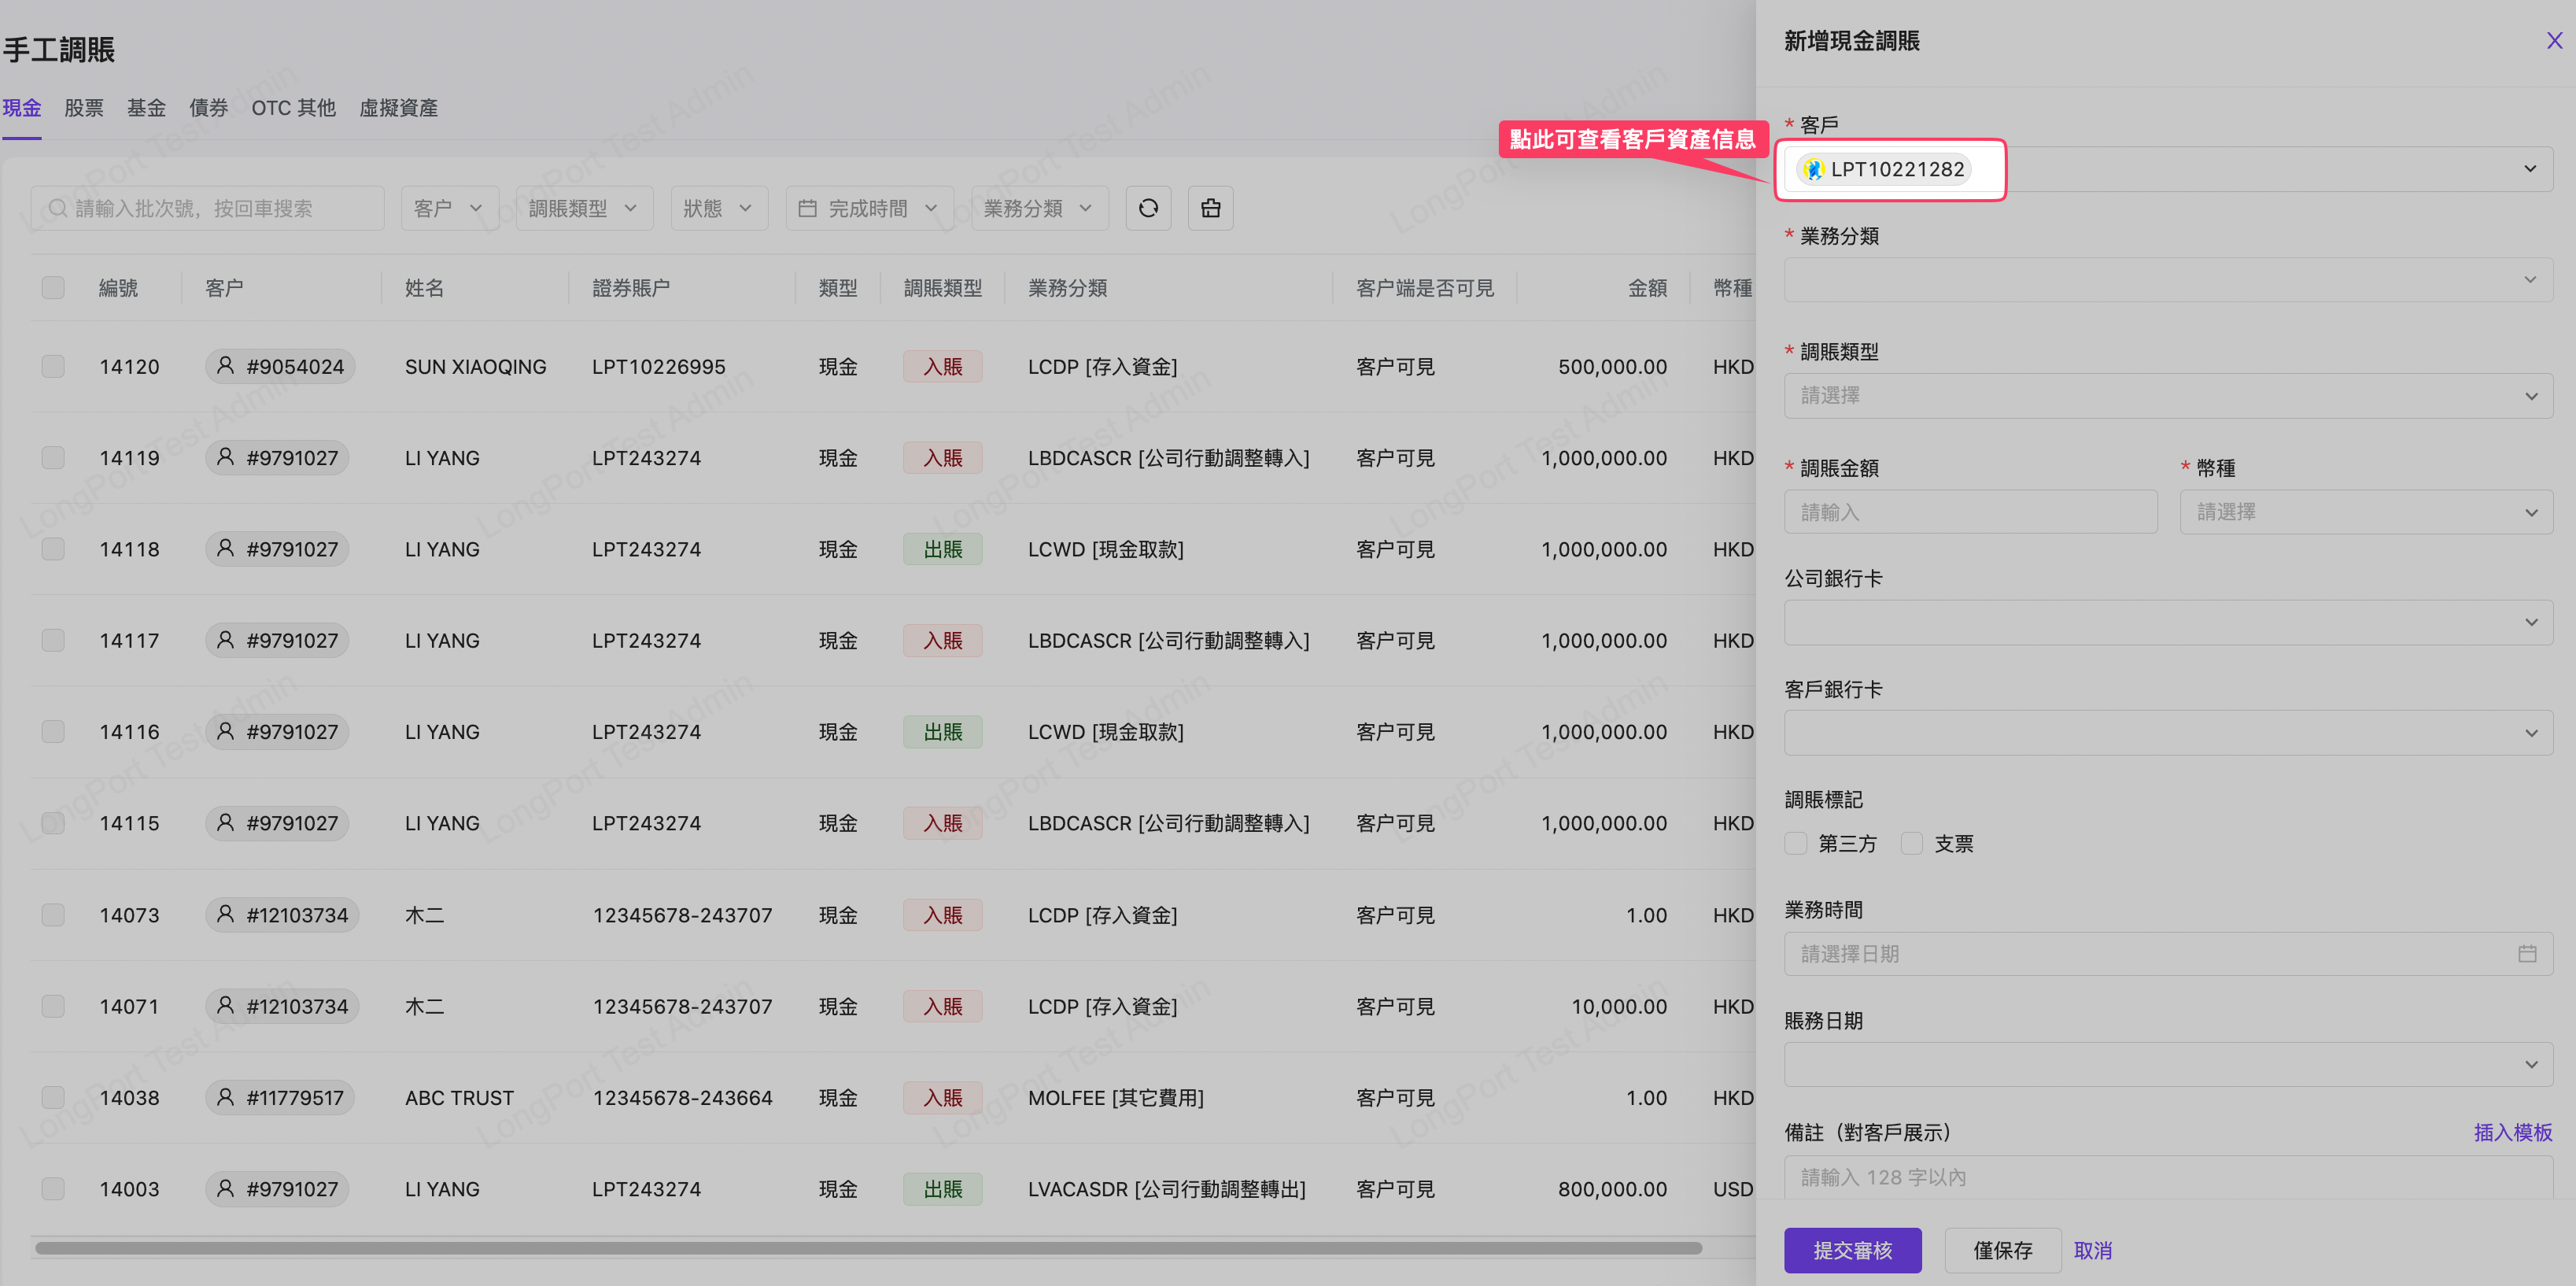 手工調賬
現金 股票 基金 債券 OTC 其他 虛擬資產
請輸入批次號，按回車搜索 客户 調賬類型 狀態 完成時間 業務分類
編號 客户 姓名 證券賬户 類型 調賬類型 業務分類 客户端是否可見 金額 幣種
14120 #9054024 SUN XIAOQING LPT10226995 現金 入賬 LCDP [存入資金] 客户可見 500,000.00 HKD
14119 #9791027 LI YANG LPT243274 現金 入賬 LBDCASCR [公司行動調整轉入] 客户可見 1,000,000.00 HKD
14118 #9791027 LI YANG LPT243274 現金 出賬 LCWD [現金取款] 客户可見 1,000,000.00 HKD
14117 #9791027 LI YANG LPT243274 現金 入賬 LBDCASCR [公司行動調整轉入] 客户可見 1,000,000.00 HKD
14116 #9791027 LI YANG LPT243274 現金 出賬 LCWD [現金取款] 客户可見 1,000,000.00 HKD
14115 #9791027 LI YANG LPT243274 現金 入賬 LBDCASCR [公司行動調整轉入] 客户可見 1,000,000.00 HKD
14073 #12103734 木二 12345678-243707 現金 入賬 LCDP [存入資金] 客户可見 1.00 HKD
14071 #12103734 木二 12345678-243707 現金 入賬 LCDP [存入資金] 客户可見 10,000.00 HKD
14038 #11779517 ABC TRUST 12345678-243664 現金 入賬 MOLFEE [其它費用] 客户可見 1.00 HKD
14003 #9791027 LI YANG LPT243274 現金 出賬 LVACASDR [公司行動調整轉出] 客户可見 800,000.00 USD
LongPort Test Admin
新增現金調賬
* 客戶
點此可查看客戶資產信息
LPT10221282
* 業務分類
* 調賬類型
請選擇
* 調賬金額 * 幣種
請輸入 請選擇
公司銀行卡
客戶銀行卡
調賬標記
第三方 支票
業務時間
請選擇日期
賬務日期
備註（對客戶展示） 插入模板
請輸入 128 字以內
提交審核 僅保存 取消